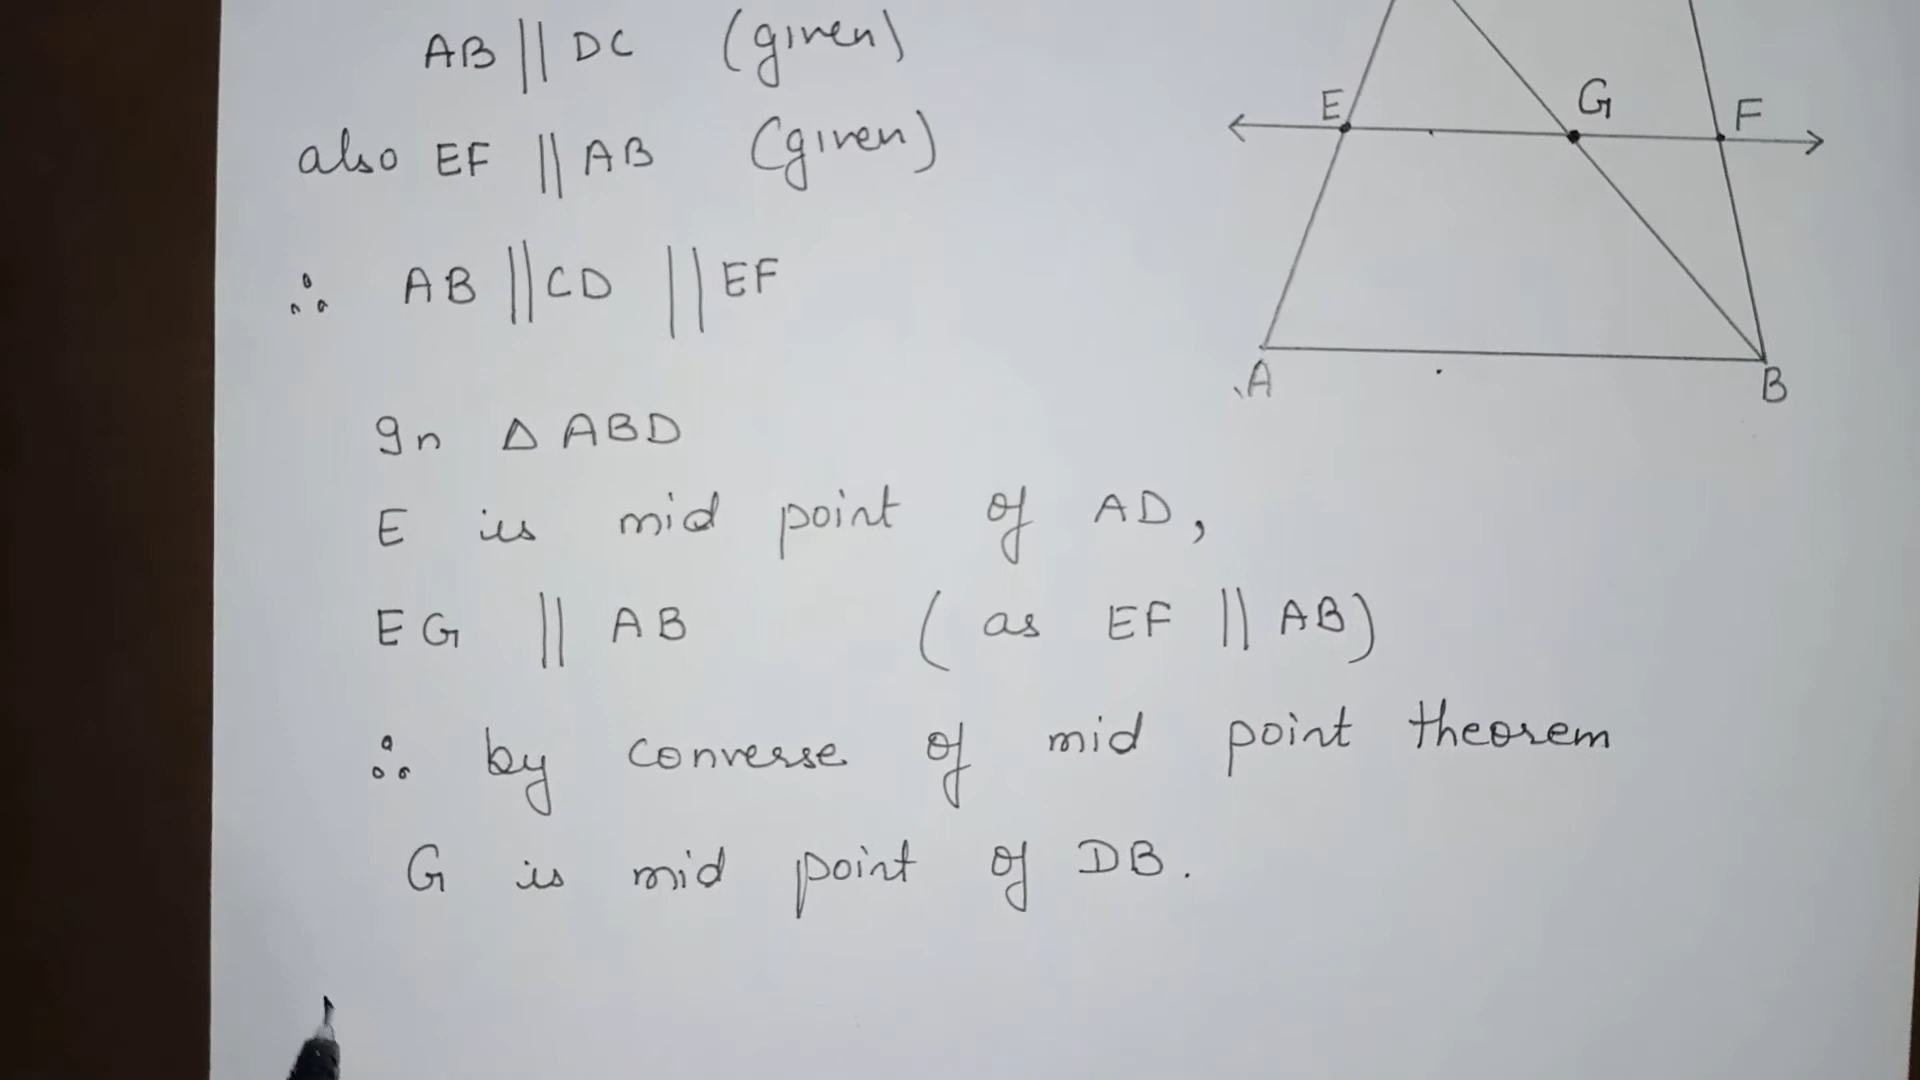 AB || DC (given)
also EF || AB (given)
∴ AB || CD || EF
In △ ABD
E is mid point of AD,
EG || AB (as EF || AB)
∴ by converse of mid point theorem
G is mid point of DB.
E
G
F
A
B